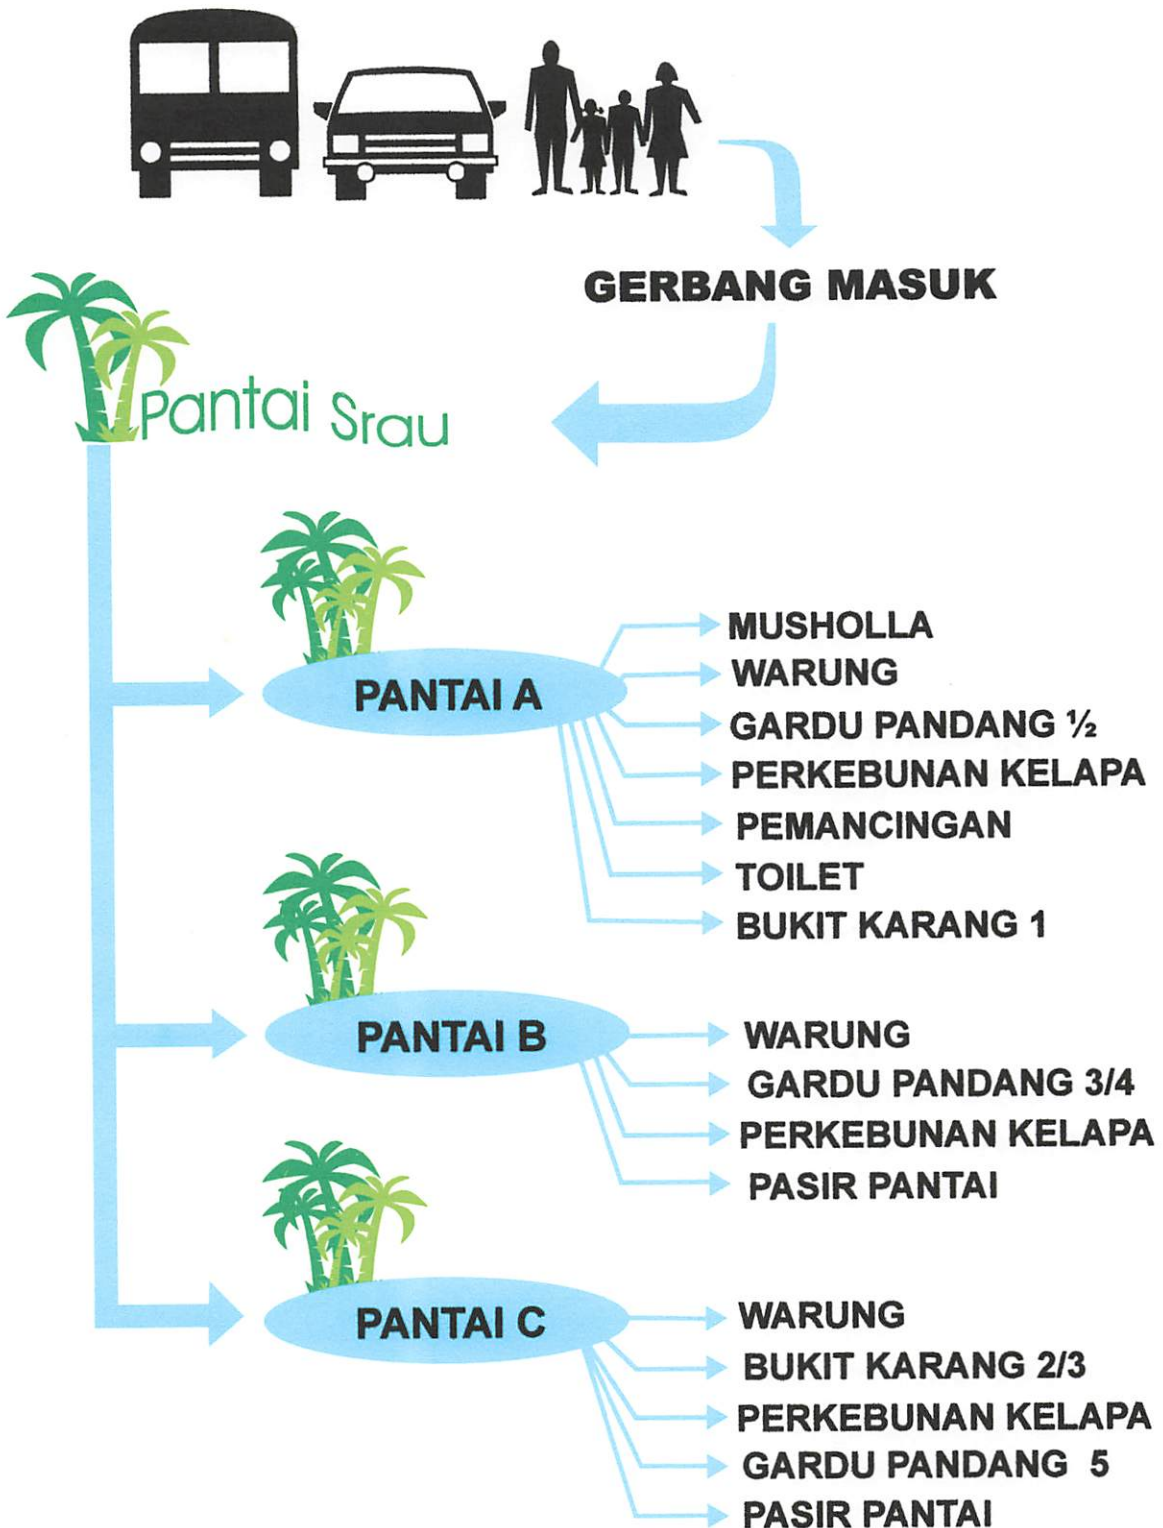 GERBANG MASUK
Pantai Srau
PANTAI A
MUSHOLLA
WARUNG
GARDU PANDANG ½
PERKEBUNAN KELAPA
PEMANCINGAN
TOILET
BUKIT KARANG 1
PANTAI B
WARUNG
GARDU PANDANG 3/4
PERKEBUNAN KELAPA
PASIR PANTAI
PANTAI C
WARUNG
BUKIT KARANG 2/3
PERKEBUNAN KELAPA
GARDU PANDANG 5
PASIR PANTAI